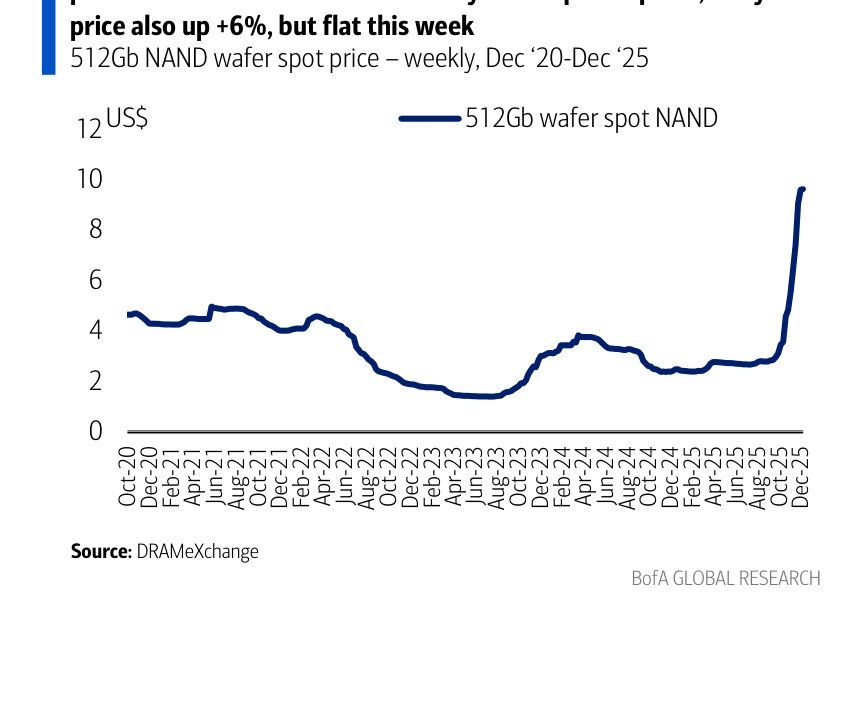 price also up +6%, but flat this week
512Gb NAND wafer spot price – weekly, Dec ‘20-Dec ‘25
US$
512Gb wafer spot NAND
12
10
8
6
4
2
0
Oct-20
Dec-20
Feb-21
Apr-21
Jun-21
Aug-21
Oct-21
Dec-21
Feb-22
Apr-22
Jun-22
Aug-22
Oct-22
Dec-22
Feb-23
Apr-23
Jun-23
Aug-23
Oct-23
Dec-23
Feb-24
Apr-24
Jun-24
Aug-24
Oct-24
Dec-24
Feb-25
Apr-25
Jun-25
Aug-25
Oct-25
Dec-25
Source: DRAMeXchange
BofA GLOBAL RESEARCH